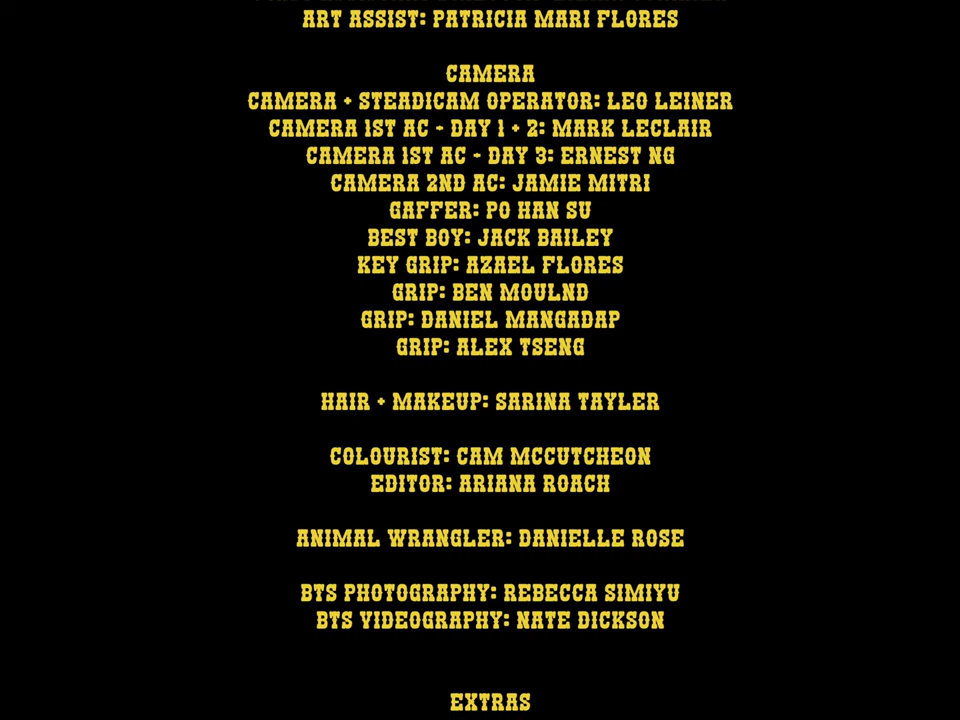 ART ASSIST: PATRICIA MARI FLORES
CAMERA
CAMERA + STEADICAM OPERATOR: LEO LEINER
CAMERA 1ST AC - DAY 1 + 2: MARK LECLAIR
CAMERA 1ST AC - DAY 3: ERNEST NG
CAMERA 2ND AC: JAMIE MITRI
GAFFER: PO HAN SU
BEST BOY: JACK BAILEY
KEY GRIP: AZAEL FLORES
GRIP: BEN MOULND
GRIP: DANIEL MANGADAP
GRIP: ALEX TSENG
HAIR + MAKEUP: SARINA TAYLER
COLOURIST: CAM MCCUTCHEON
EDITOR: ARIANA ROACH
ANIMAL WRANGLER: DANIELLE ROSE
BTS PHOTOGRAPHY: REBECCA SIMIYU
BTS VIDEOGRAPHY: NATE DICKSON
EXTRAS